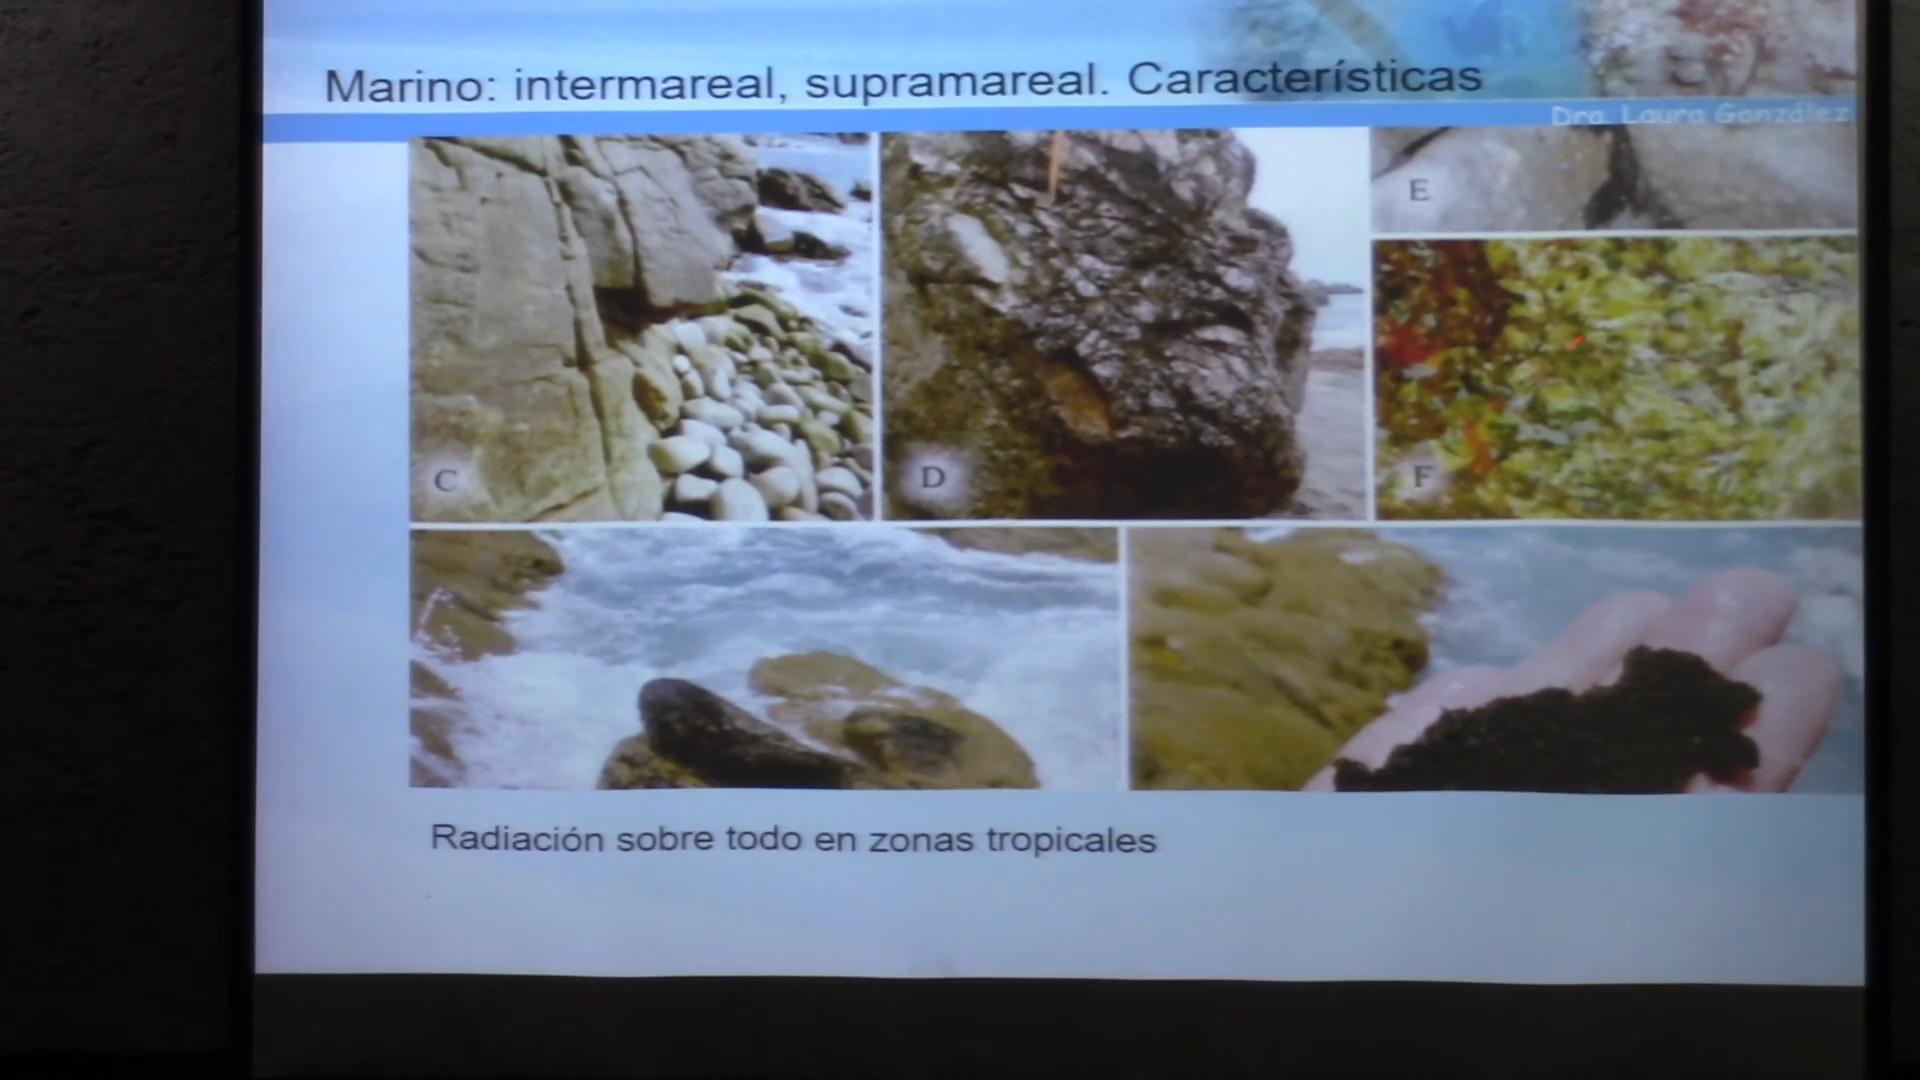 Marino: intermareal, supramareal. Características
Dra. Laura González
E
C
D
F
Radiación sobre todo en zonas tropicales